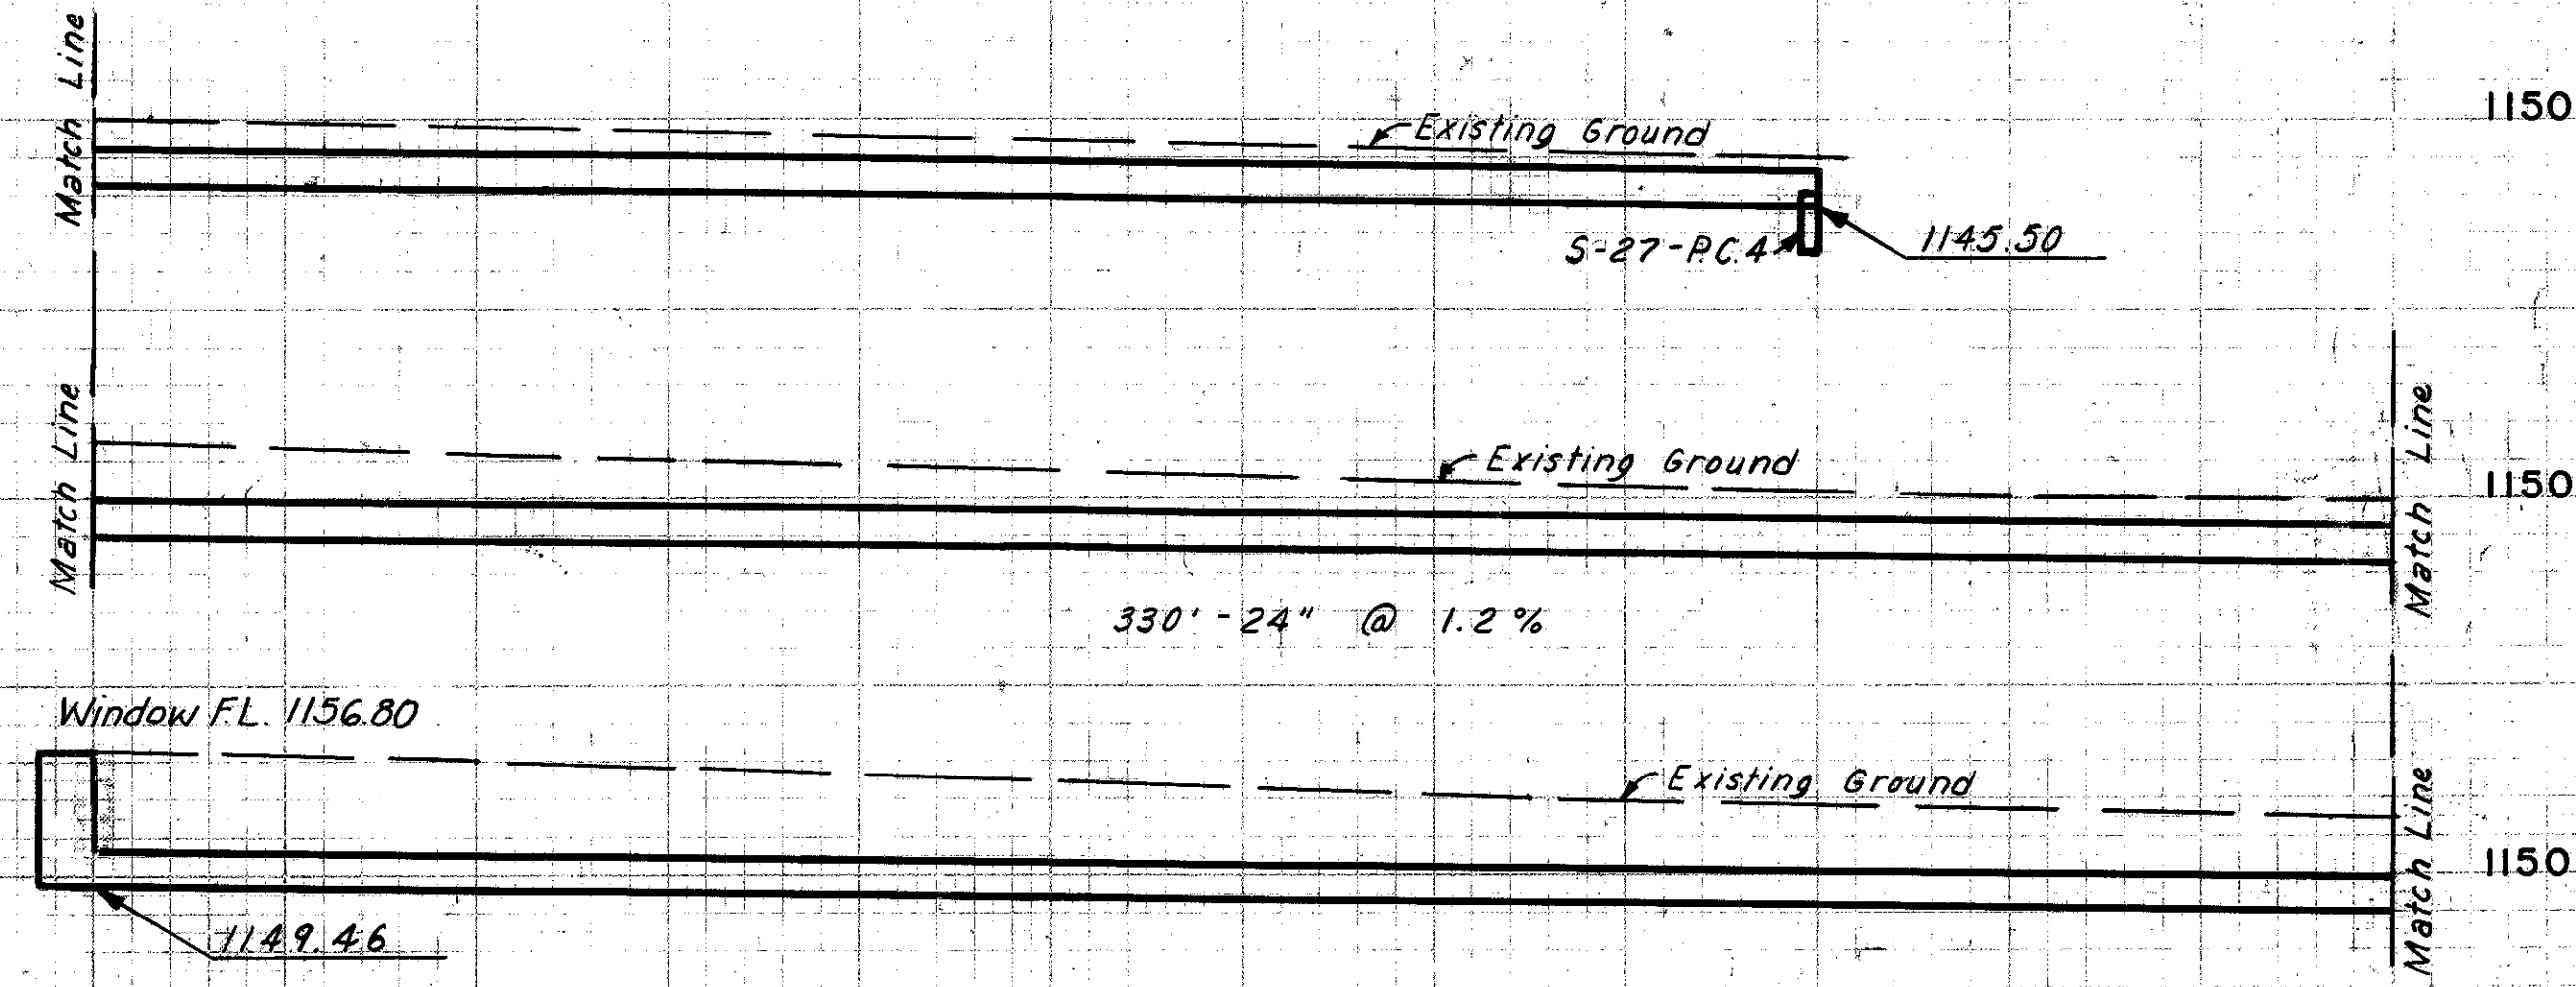 Match Line
Existing Ground
1150
S-27-P.C.4
1145.50
Match Line
Existing Ground
1150
Match Line
330' - 24" @ 1.2 %
Window F.L. 1156.80
Existing Ground
Match Line
1150
1149.46